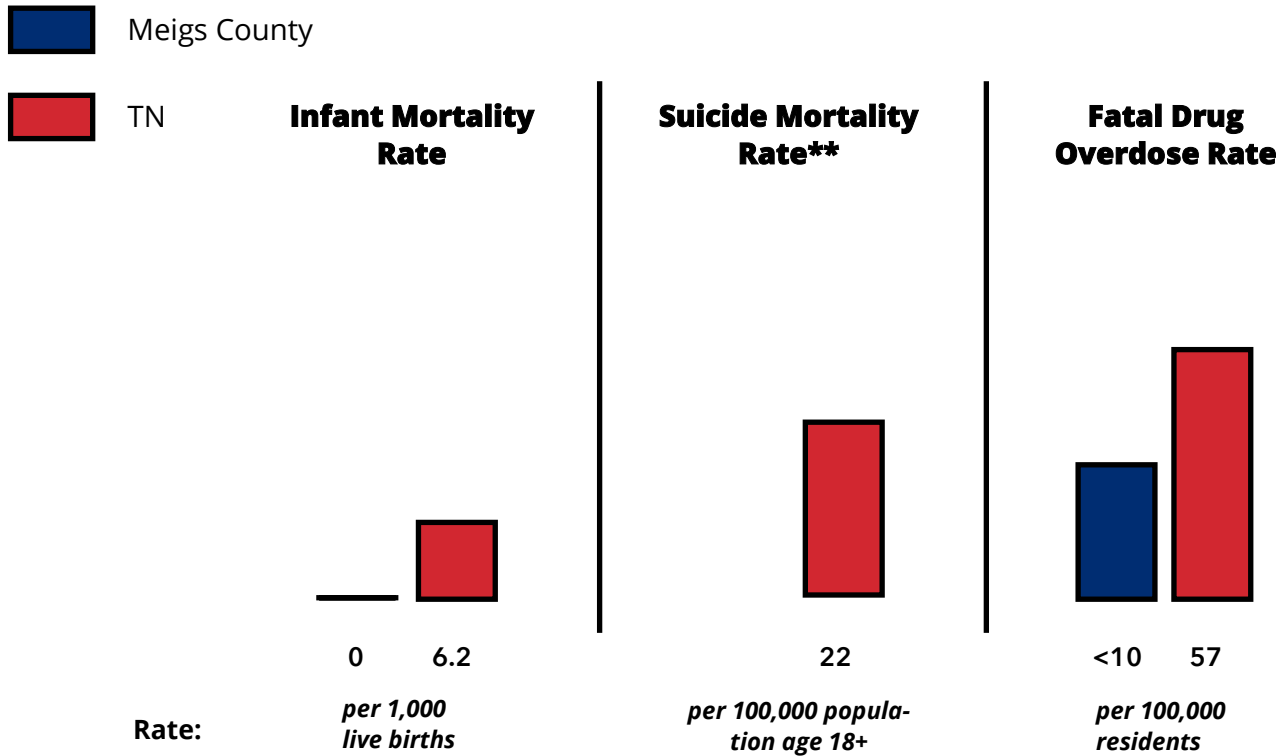 Meigs County
TN
Infant Mortality
Rate
Suicide Mortality
Rate**
Fatal Drug
Overdose Rate
0 6.2
22
<10 57
Rate:
per 1,000
live births
per 100,000 popula-
tion age 18+
per 100,000
residents